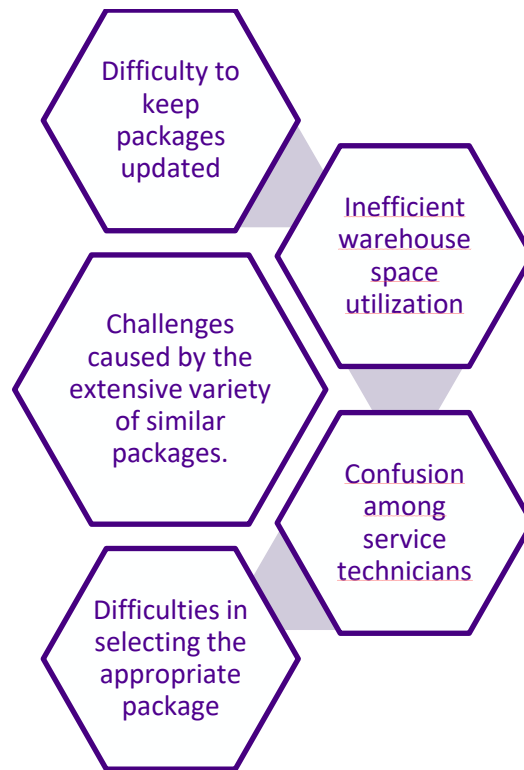 Difficulty to
keep
packages
updated
Inefficient
warehouse
space
utilization
Challenges
caused by the
extensive variety
of similar
packages.
Confusion
among
service
technicians
Difficulties in
selecting the
appropriate
package